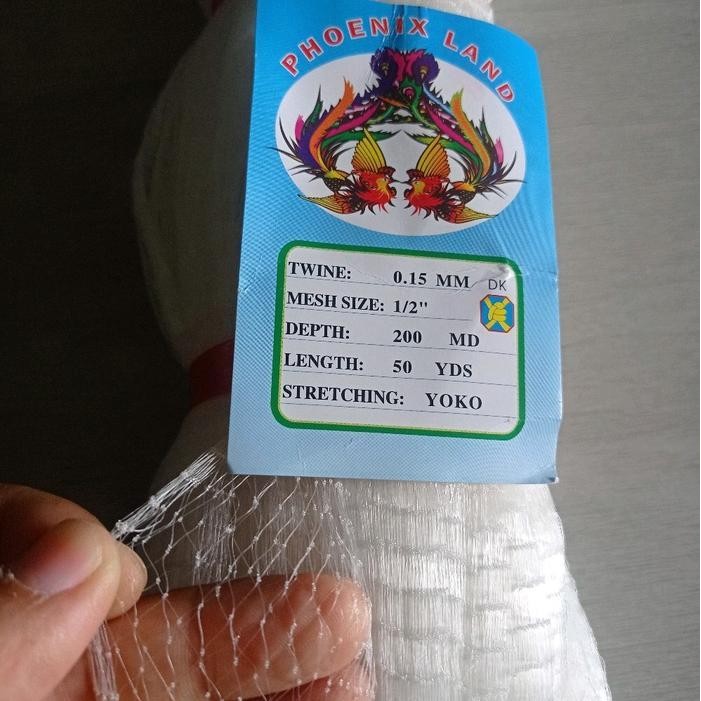 PHOENIX LAND
TWINE: 0.15 MM DK
MESH SIZE: 1/2"
DEPTH: 200 MD
LENGTH: 50 YDS
STRETCHING: YOKO